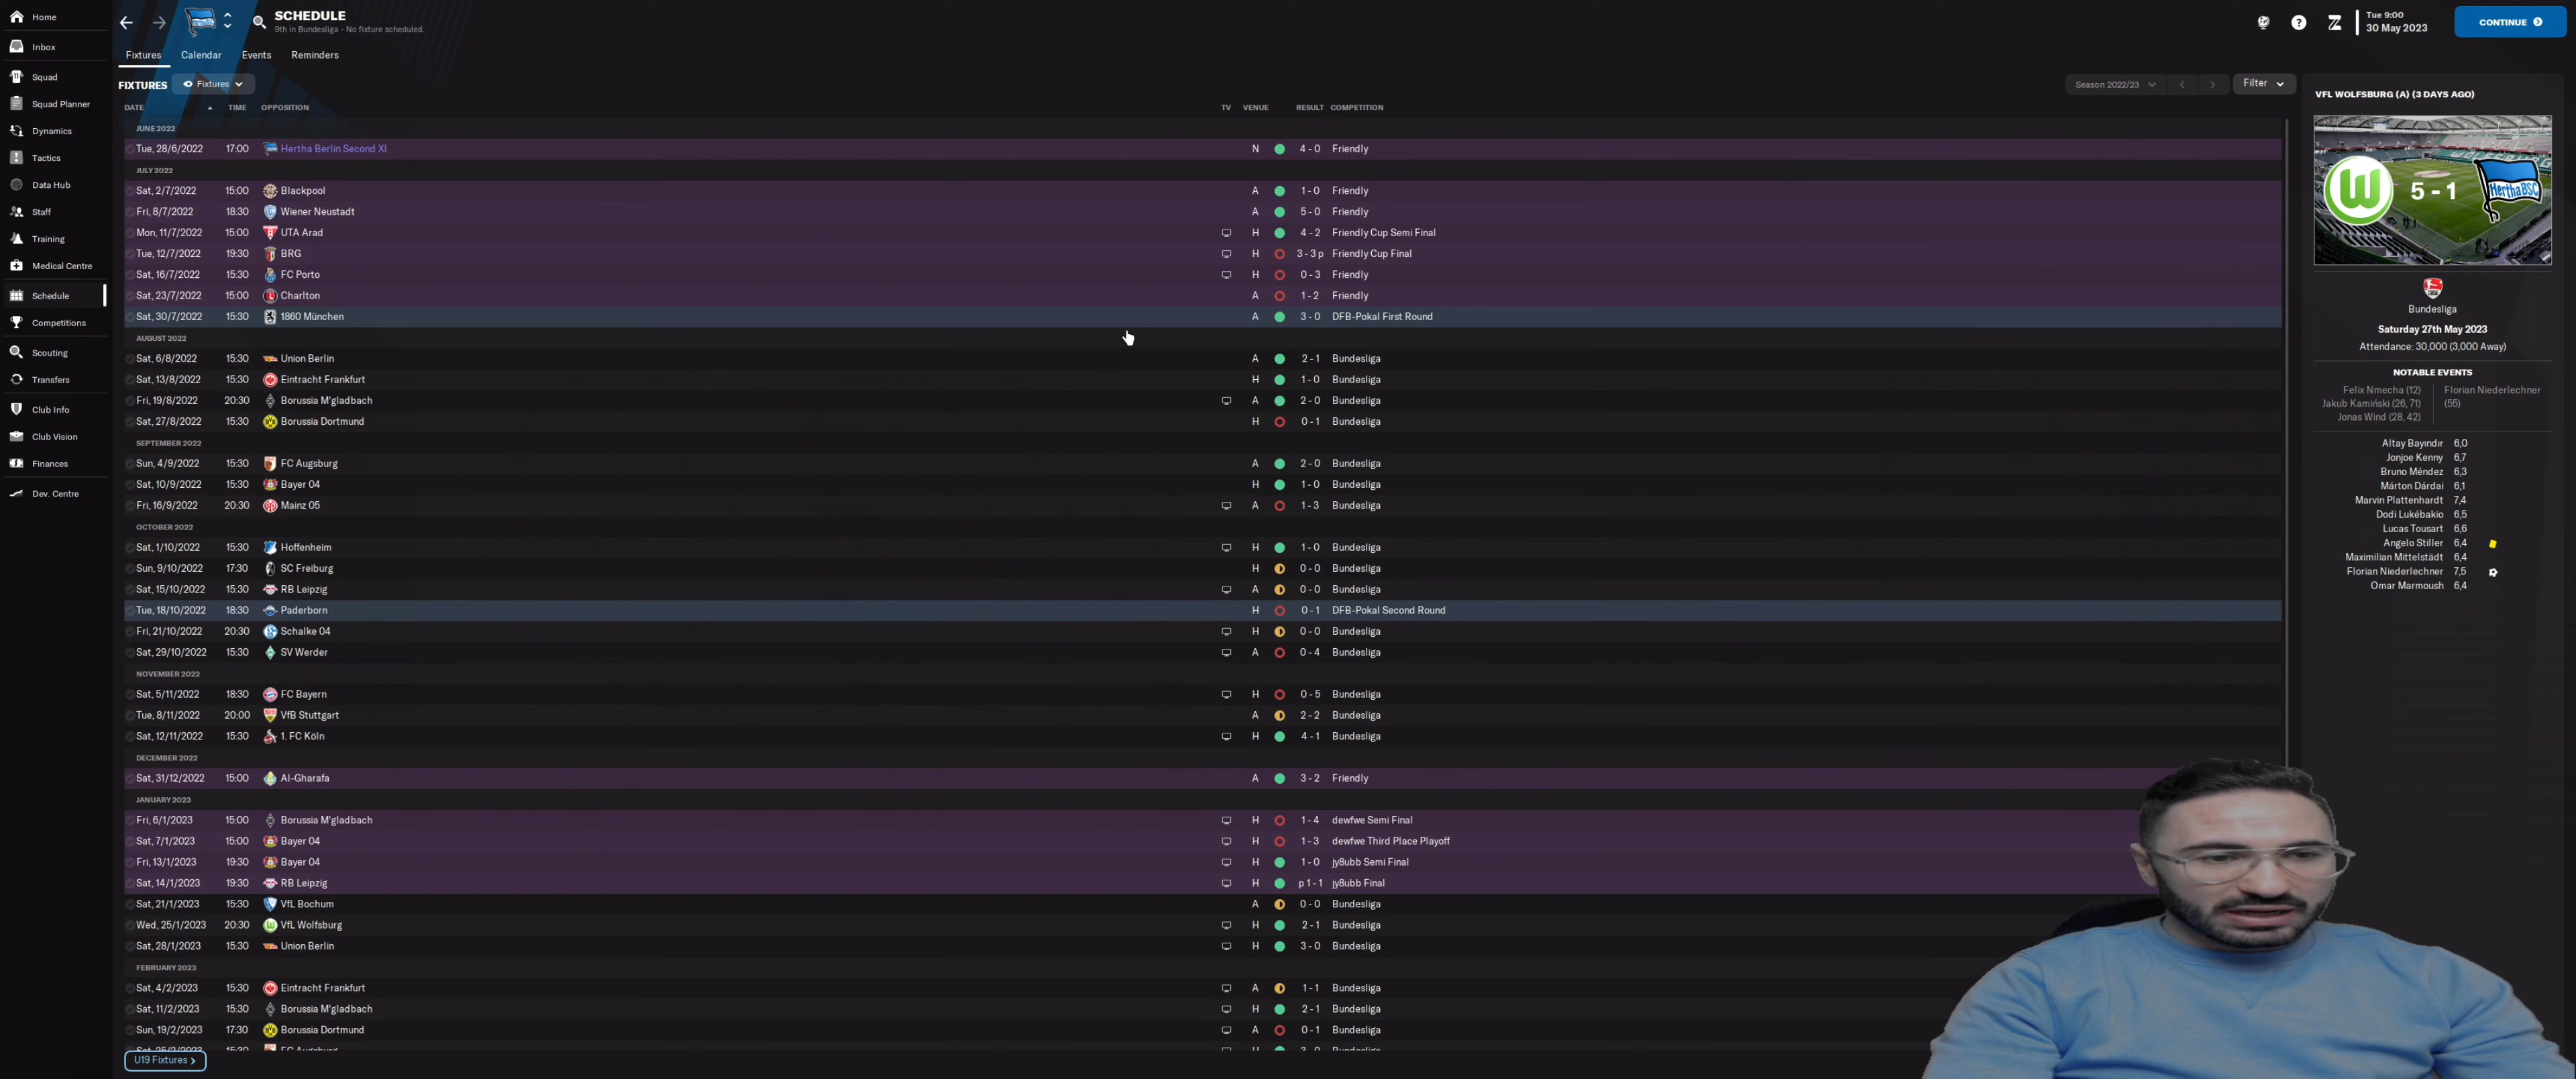 Home
Inbox
Squad
Squad Planner
Dynamics
Tactics
Data Hub
Staff
Training
Medical Centre
Schedule
Competitions
Scouting
Transfers
Club Info
Club Vision
Finances
Dev. Centre
SCHEDULE
9th in Bundesliga - No fixture scheduled.
Tue 9:00
30 May 2023
CONTINUE
Fixtures Calendar Events Reminders
FIXTURES Fixtures Season 2022/23 Filter
DATE TIME OPPOSITION TV VENUE RESULT COMPETITION
JUNE 2022
Tue, 28/6/2022 17:00 Hertha Berlin Second XI N 4 - 0 Friendly
JULY 2022
Sat, 2/7/2022 15:00 Blackpool A 1 - 0 Friendly
Fri, 8/7/2022 18:30 Wiener Neustadt A 5 - 0 Friendly
Mon, 11/7/2022 15:00 UTA Arad H 4 - 2 Friendly Cup Semi Final
Tue, 12/7/2022 19:30 BRG H 3 - 3 p Friendly Cup Final
Sat, 16/7/2022 15:30 FC Porto H 0 - 3 Friendly
Sat, 23/7/2022 15:00 Charlton A 1 - 2 Friendly
Sat, 30/7/2022 15:30 1860 München A 3 - 0 DFB-Pokal First Round
AUGUST 2022
Sat, 6/8/2022 15:30 Union Berlin A 2 - 1 Bundesliga
Sat, 13/8/2022 15:30 Eintracht Frankfurt H 1 - 0 Bundesliga
Fri, 19/8/2022 20:30 Borussia M'gladbach A 2 - 0 Bundesliga
Sat, 27/8/2022 15:30 Borussia Dortmund H 0 - 1 Bundesliga
SEPTEMBER 2022
Sun, 4/9/2022 15:30 FC Augsburg A 2 - 0 Bundesliga
Sat, 10/9/2022 15:30 Bayer 04 H 1 - 0 Bundesliga
Fri, 16/9/2022 20:30 Mainz 05 A 1 - 3 Bundesliga
OCTOBER 2022
Sat, 1/10/2022 15:30 Hoffenheim H 1 - 0 Bundesliga
Sun, 9/10/2022 17:30 SC Freiburg H 0 - 0 Bundesliga
Sat, 15/10/2022 15:30 RB Leipzig A 0 - 0 Bundesliga
Tue, 18/10/2022 18:30 Paderborn H 0 - 1 DFB-Pokal Second Round
Fri, 21/10/2022 20:30 Schalke 04 H 0 - 0 Bundesliga
Sat, 29/10/2022 15:30 SV Werder A 0 - 4 Bundesliga
NOVEMBER 2022
Sat, 5/11/2022 18:30 FC Bayern H 0 - 5 Bundesliga
Tue, 8/11/2022 20:00 VfB Stuttgart A 2 - 2 Bundesliga
Sat, 12/11/2022 15:30 1. FC Köln H 4 - 1 Bundesliga
DECEMBER 2022
Sat, 31/12/2022 15:00 Al-Gharafa A 3 - 2 Friendly
JANUARY 2023
Fri, 6/1/2023 15:00 Borussia M'gladbach H 1 - 4 dewfwe Semi Final
Sat, 7/1/2023 15:00 Bayer 04 H 1 - 3 dewfwe Third Place Playoff
Fri, 13/1/2023 19:30 Bayer 04 H 1 - 0 jy8ubb Semi Final
Sat, 14/1/2023 19:30 RB Leipzig H p 1 - 1 jy8ubb Final
Sat, 21/1/2023 15:30 VfL Bochum A 0 - 0 Bundesliga
Wed, 25/1/2023 20:30 VfL Wolfsburg H 2 - 1 Bundesliga
Sat, 28/1/2023 15:30 Union Berlin H 3 - 0 Bundesliga
FEBRUARY 2023
Sat, 4/2/2023 15:30 Eintracht Frankfurt A 1 - 1 Bundesliga
Sat, 11/2/2023 15:30 Borussia M'gladbach H 2 - 1 Bundesliga
Sun, 19/2/2023 17:30 Borussia Dortmund A 0 - 1 Bundesliga
Sat, 25/2/2023 15:30 FC Augsburg H 3 - 0 Bundesliga
U19 Fixtures
VFL WOLFSBURG (A) (3 DAYS AGO)
5 - 1
HerthaBSC
Bundesliga
Saturday 27th May 2023
Attendance: 30,000 (3,000 Away)
NOTABLE EVENTS
Felix Nmecha (12) Florian Niederlechner
Jakub Kamiński (26, 71) (55)
Jonas Wind (28, 42)
Altay Bayındır 6,0
Jonjoe Kenny 6,7
Bruno Méndez 6,3
Márton Dárdai 6,1
Marvin Plattenhardt 7,4
Dodi Lukébakio 6,5
Lucas Tousart 6,6
Angelo Stiller 6,4
Maximilian Mittelstädt 6,4
Florian Niederlechner 7,5
Omar Marmoush 6,4